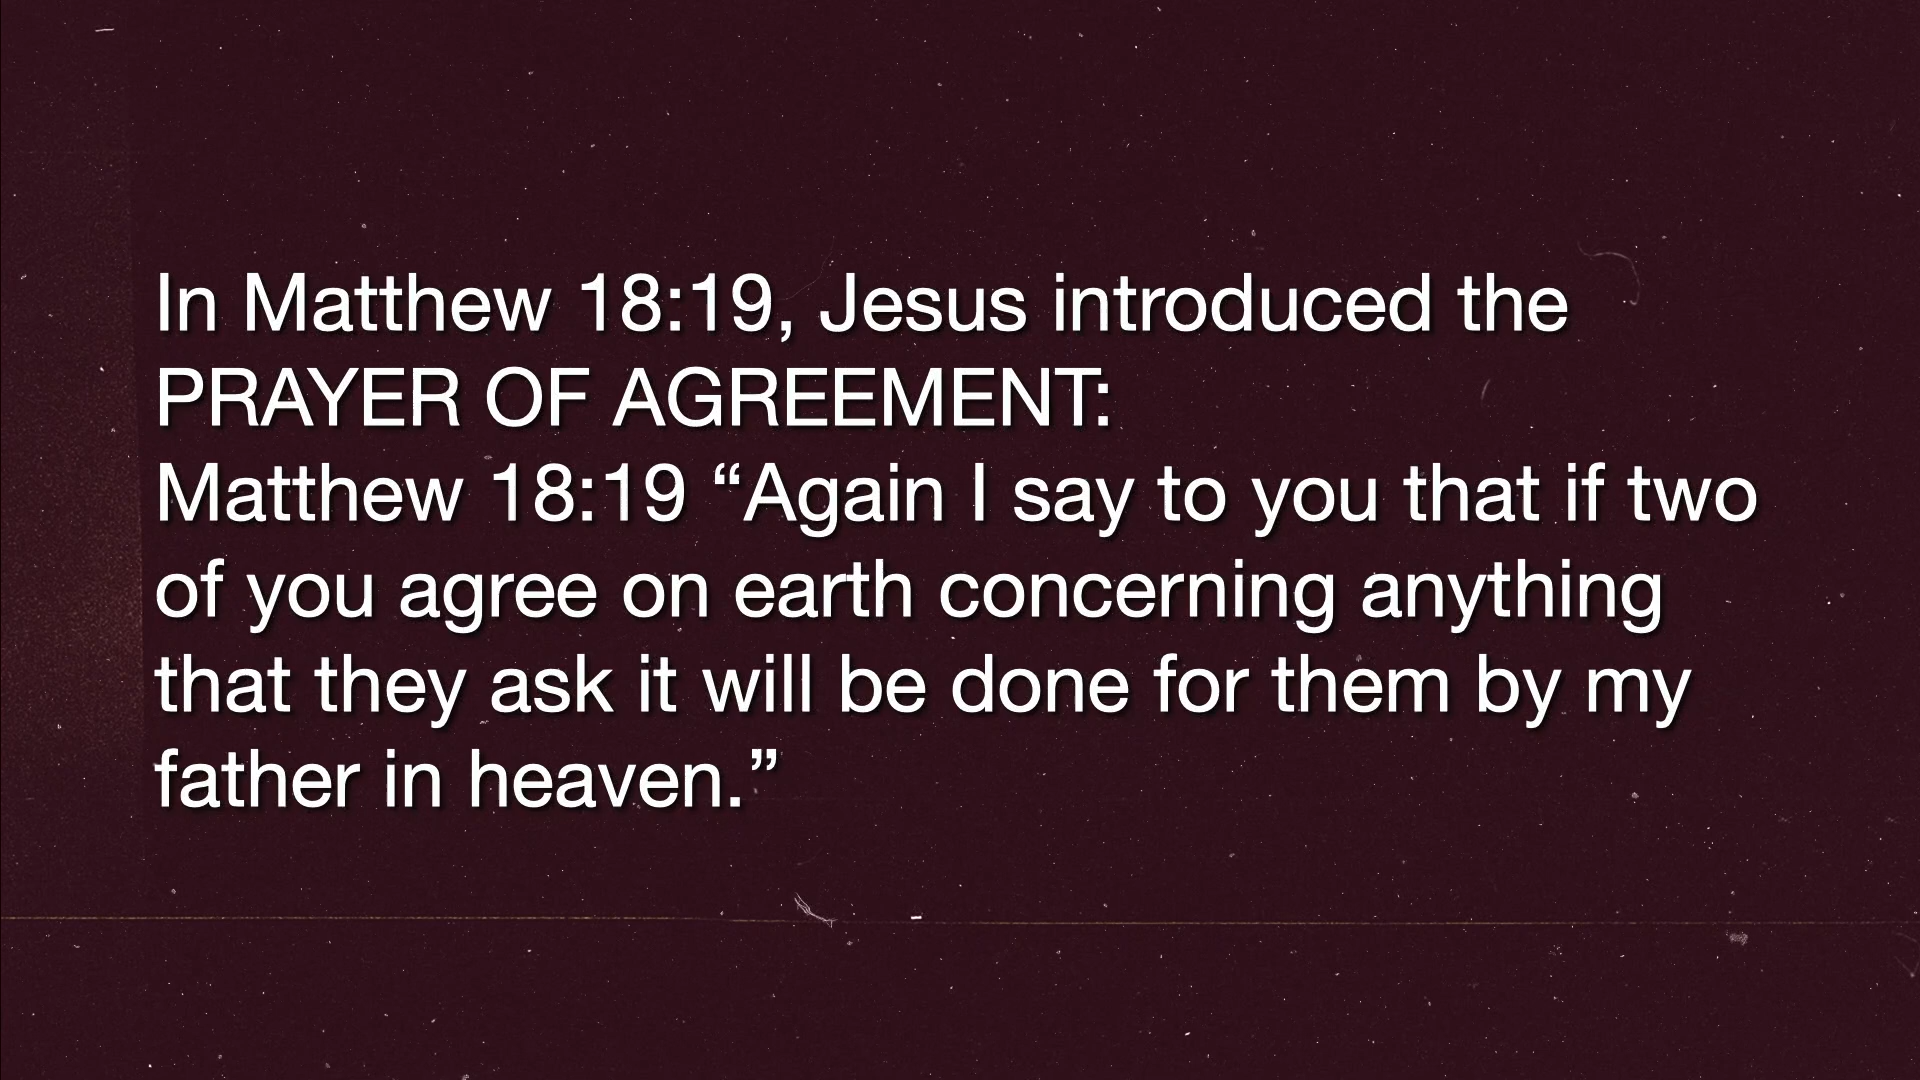 In Matthew 18:19, Jesus introduced the
PRAYER OF AGREEMENT:
Matthew 18:19 “Again I say to you that if two
of you agree on earth concerning anything
that they ask it will be done for them by my
father in heaven.”